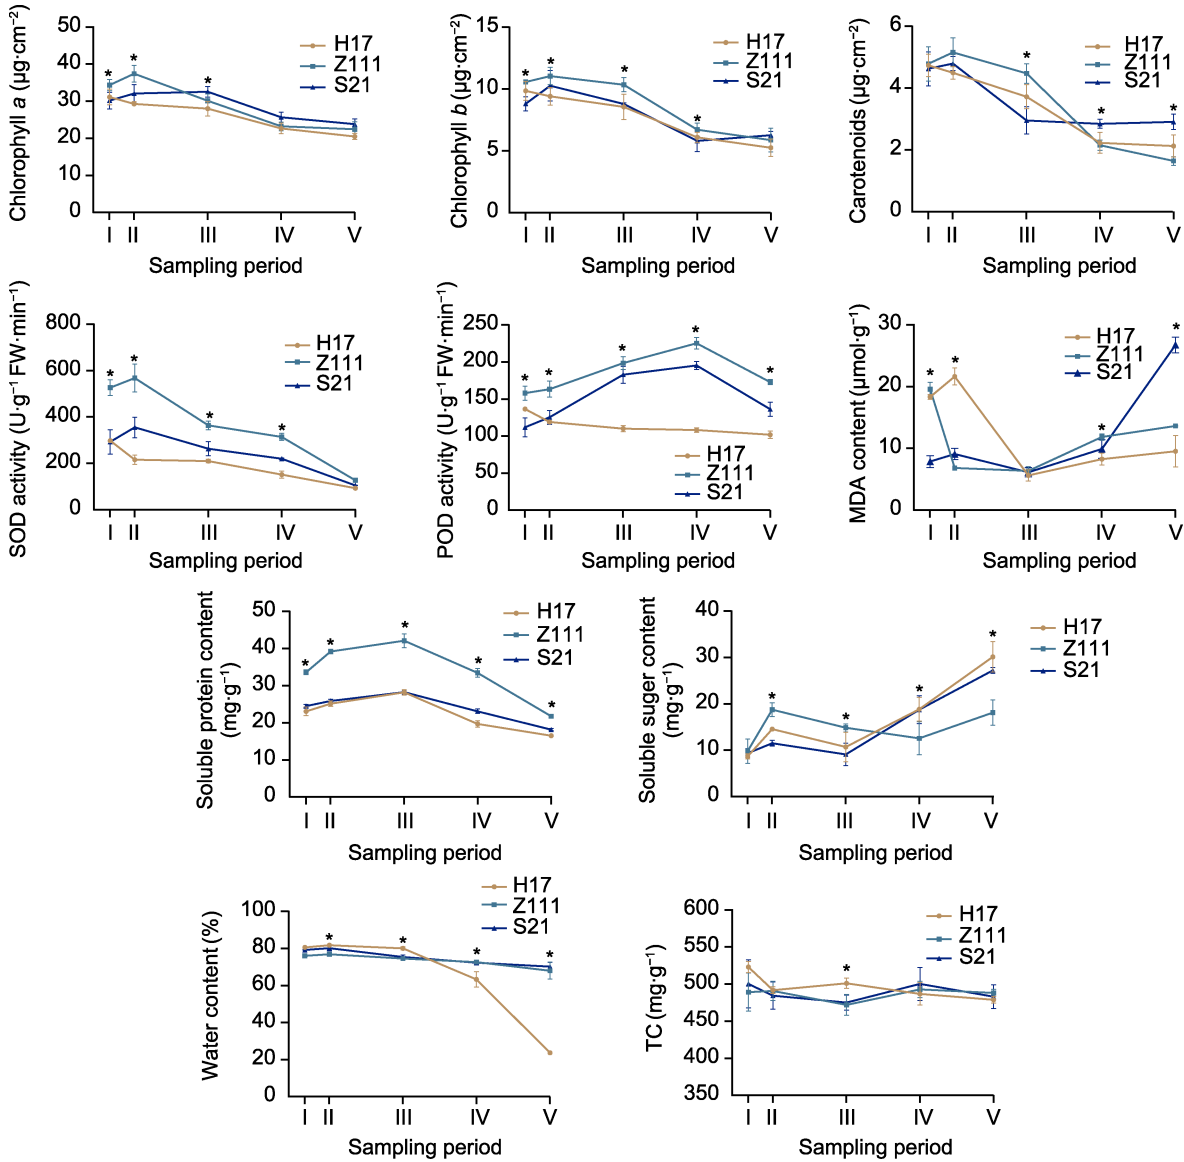 Chlorophyll a (µg·cm⁻²)
50
40
30
20
10
0
* * *
H17
Z111
S21
I II III IV V
Sampling period
Chlorophyll b (µg·cm⁻²)
15
10
5
0
* * * *
H17
Z111
S21
I II III IV V
Sampling period
Carotenoids (µg·cm⁻²)
6
4
2
0
* * *
H17
Z111
S21
I II III IV V
Sampling period
SOD activity (U·g⁻¹ FW·min⁻¹)
800
600
400
200
0
* * * *
H17
Z111
S21
I II III IV V
Sampling period
POD activity (U·g⁻¹ FW·min⁻¹)
250
200
150
100
50
0
* * * * *
H17
Z111
S21
I II III IV V
Sampling period
MDA content (µmol·g⁻¹)
30
20
10
0
* * * *
H17
Z111
S21
I II III IV V
Sampling period
Soluble protein content
(mg·g⁻¹)
50
40
30
20
10
0
* * * * *
H17
Z111
S21
I II III IV V
Sampling period
Soluble suger content
(mg·g⁻¹)
40
30
20
10
0
* * * *
H17
Z111
S21
I II III IV V
Sampling period
Water content (%)
100
80
60
40
20
0
* * * *
H17
Z111
S21
I II III IV V
Sampling period
TC (mg·g⁻¹)
600
550
500
450
400
350
*
H17
Z111
S21
I II III IV V
Sampling period